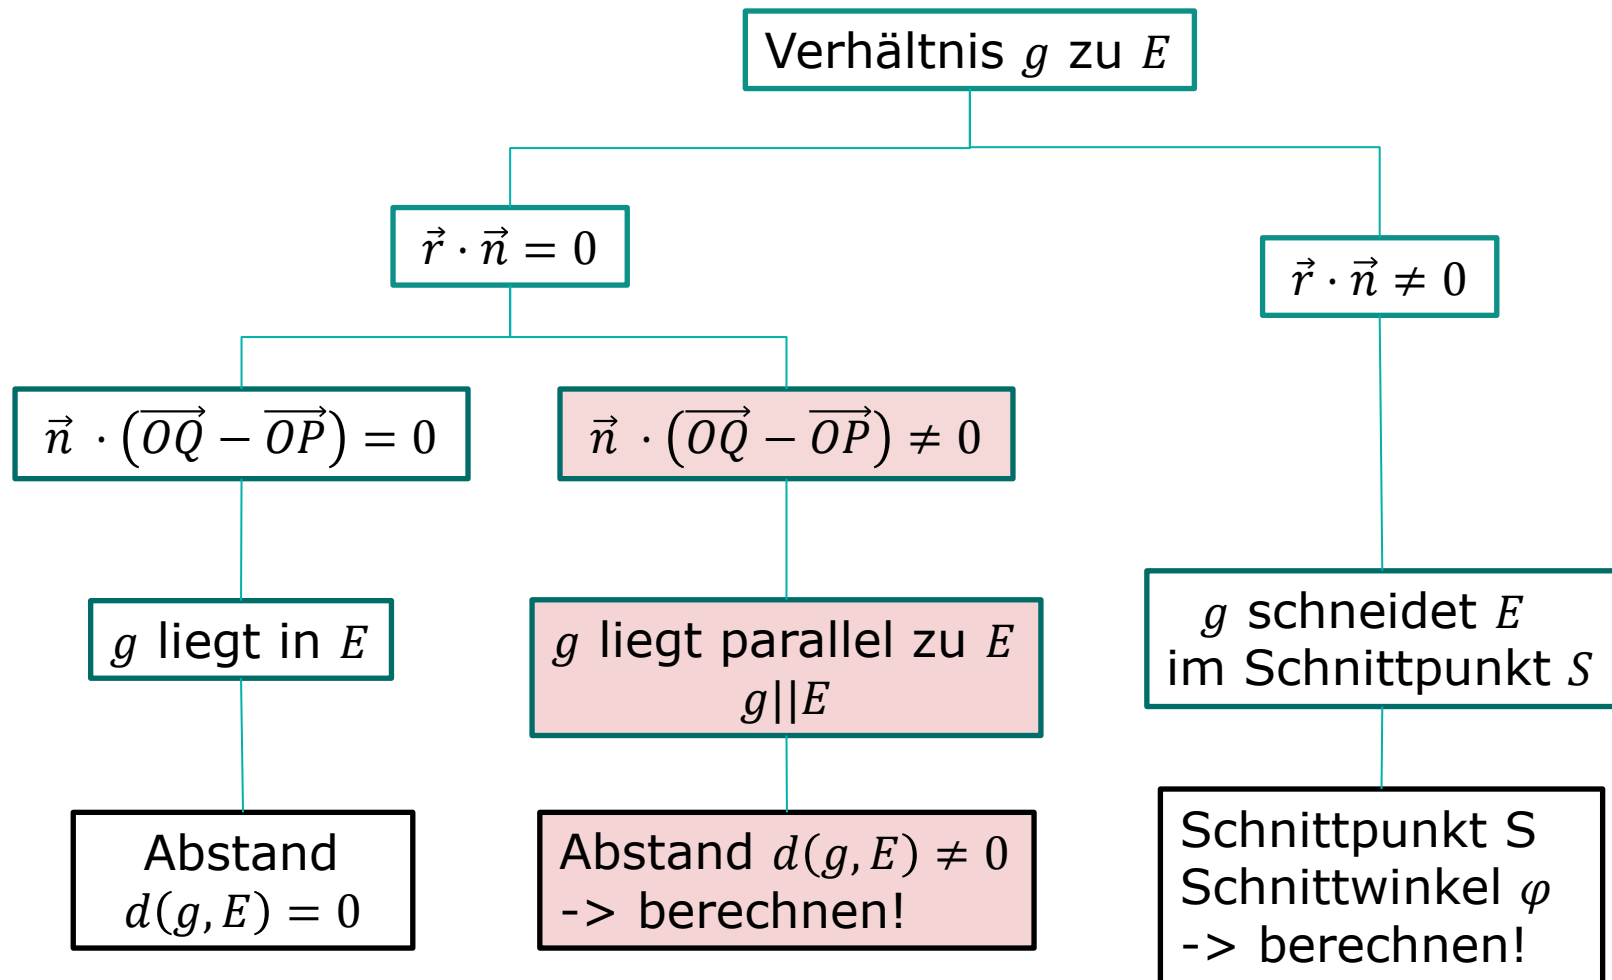 Verhältnis g zu E
r⃗ · n⃗ = 0
r⃗ · n⃗ ≠ 0
n⃗ · (OQ⃗ − OP⃗) = 0
n⃗ · (OQ⃗ − OP⃗) ≠ 0
g liegt in E
g liegt parallel zu E
g||E
g schneidet E
im Schnittpunkt S
Abstand
d(g, E) = 0
Abstand d(g, E) ≠ 0
-> berechnen!
Schnittpunkt S
Schnittwinkel φ
-> berechnen!